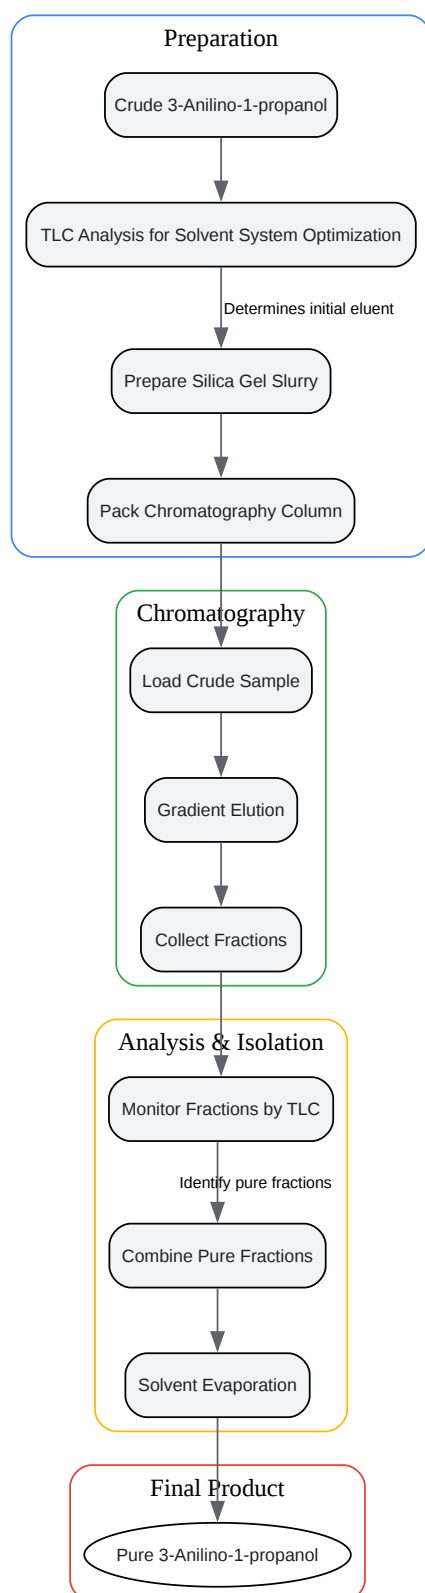 Preparation
Crude 3-Anilino-1-propanol
TLC Analysis for Solvent System Optimization
Determines initial eluent
Prepare Silica Gel Slurry
Pack Chromatography Column
Chromatography
Load Crude Sample
Gradient Elution
Collect Fractions
Analysis & Isolation
Monitor Fractions by TLC
Identify pure fractions
Combine Pure Fractions
Solvent Evaporation
Final Product
Pure 3-Anilino-1-propanol